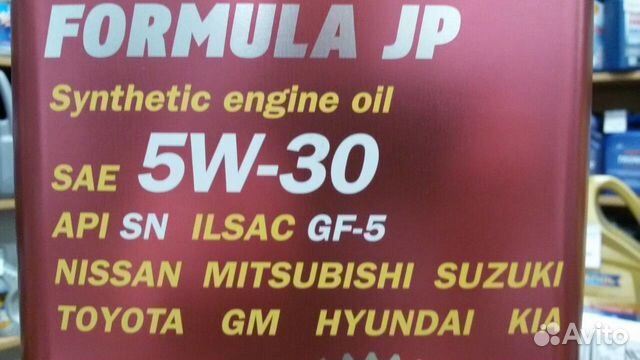 FORMULA JP
Synthetic engine oil
SAE 5W-30
API SN ILSAC GF-5
NISSAN MITSUBISHI SUZUKI
TOYOTA GM HYUNDAI KIA
Avito